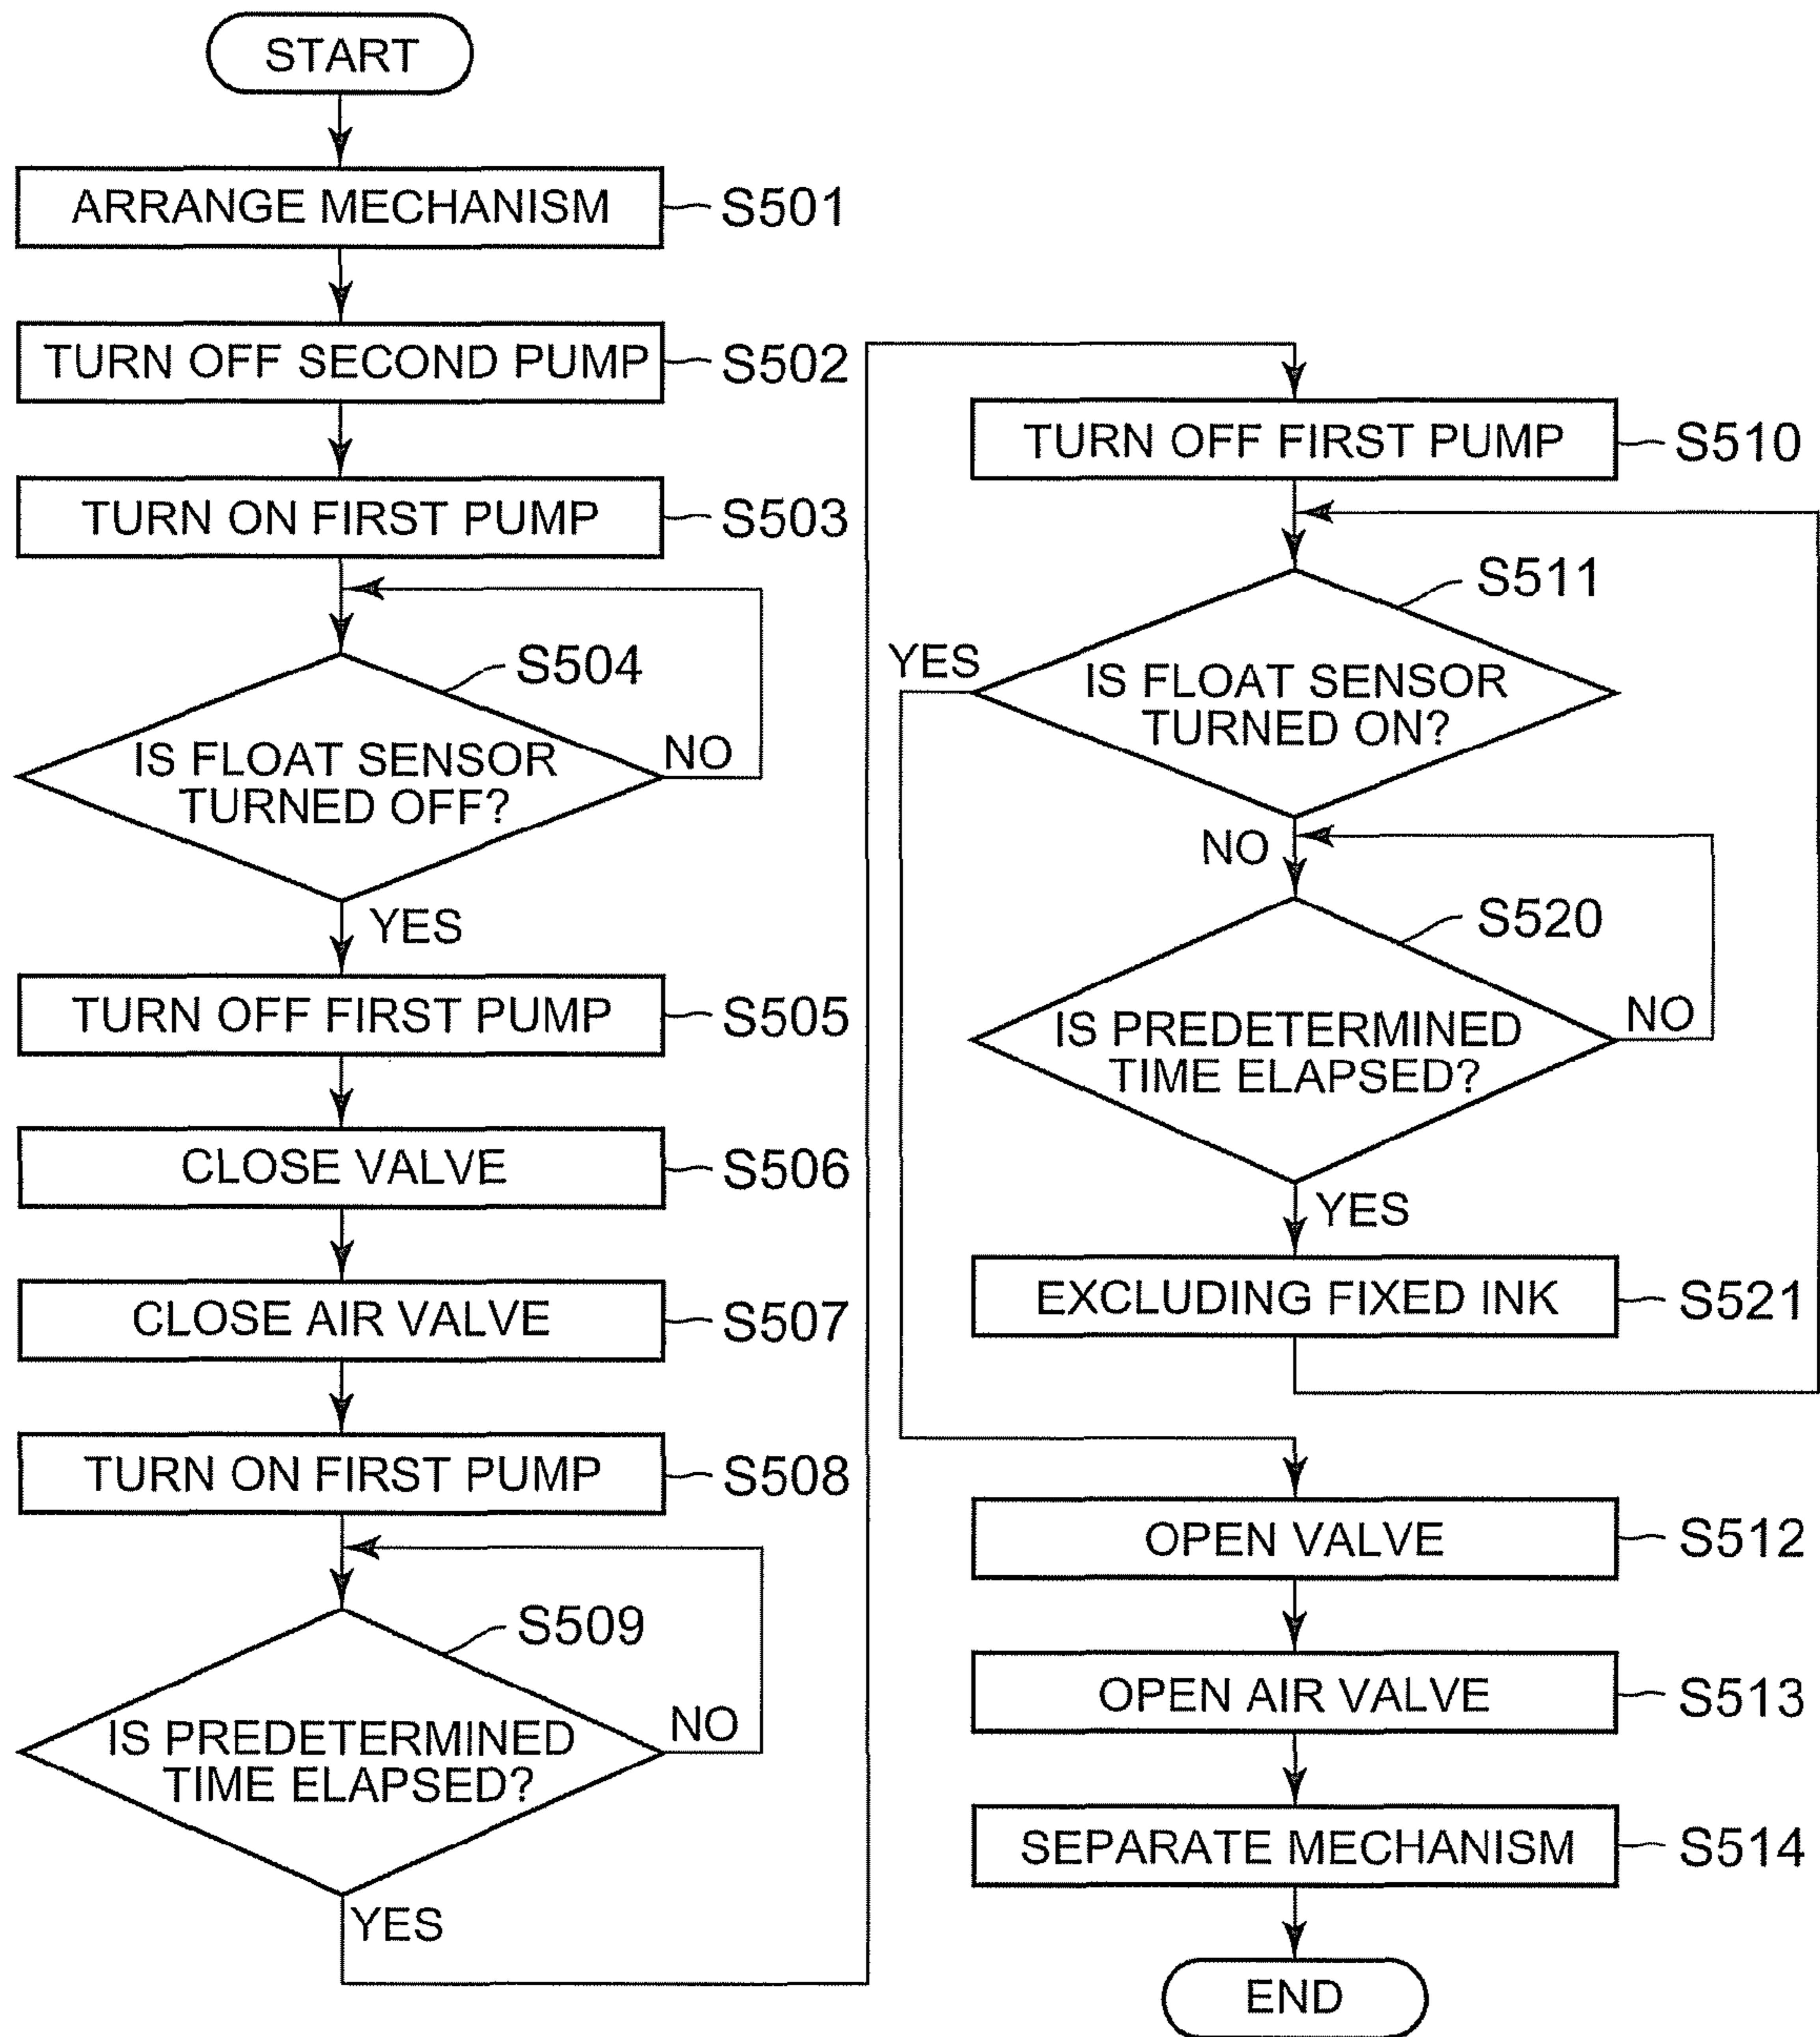 START
ARRANGE MECHANISM S501
TURN OFF SECOND PUMP S502
TURN ON FIRST PUMP S503
S504
IS FLOAT SENSOR
TURNED OFF?
NO
YES
TURN OFF FIRST PUMP S505
CLOSE VALVE S506
CLOSE AIR VALVE S507
TURN ON FIRST PUMP S508
S509
IS PREDETERMINED
TIME ELAPSED?
NO
YES
TURN OFF FIRST PUMP S510
S511
YES
IS FLOAT SENSOR
TURNED ON?
NO
S520
IS PREDETERMINED
TIME ELAPSED?
NO
YES
EXCLUDING FIXED INK S521
OPEN VALVE S512
OPEN AIR VALVE S513
SEPARATE MECHANISM S514
END